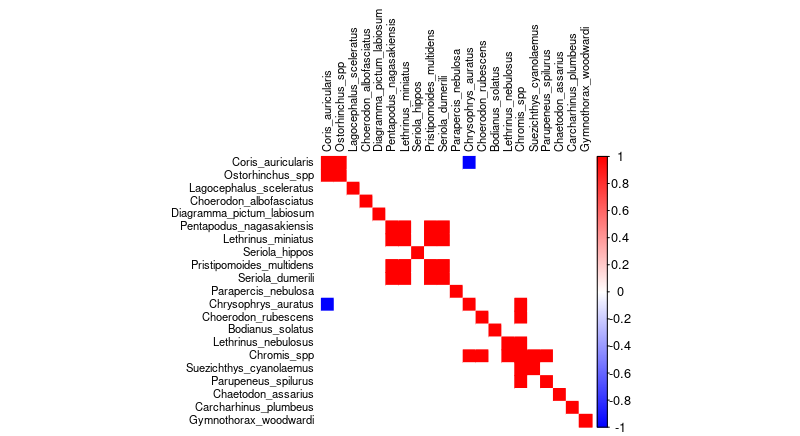 Coris_auricularis
Ostorhinchus_spp
Lagocephalus_sceleratus
Choerodon_albofasciatus
Diagramma_pictum_labiosum
Pentapodus_nagasakiensis
Lethrinus_miniatus
Seriola_hippos
Pristipomoides_multidens
Seriola_dumerili
Parapercis_nebulosa
Chrysophrys_auratus
Choerodon_rubescens
Bodianus_solatus
Lethrinus_nebulosus
Chromis_spp
Suezichthys_cyanolaemus
Parupeneus_spilurus
Chaetodon_assarius
Carcharhinus_plumbeus
Gymnothorax_woodwardi
Coris_auricularis
Ostorhinchus_spp
Lagocephalus_sceleratus
Choerodon_albofasciatus
Diagramma_pictum_labiosum
Pentapodus_nagasakiensis
Lethrinus_miniatus
Seriola_hippos
Pristipomoides_multidens
Seriola_dumerili
Parapercis_nebulosa
Chrysophrys_auratus
Choerodon_rubescens
Bodianus_solatus
Lethrinus_nebulosus
Chromis_spp
Suezichthys_cyanolaemus
Parupeneus_spilurus
Chaetodon_assarius
Carcharhinus_plumbeus
Gymnothorax_woodwardi
1
0.8
0.6
0.4
0.2
0
-0.2
-0.4
-0.6
-0.8
-1